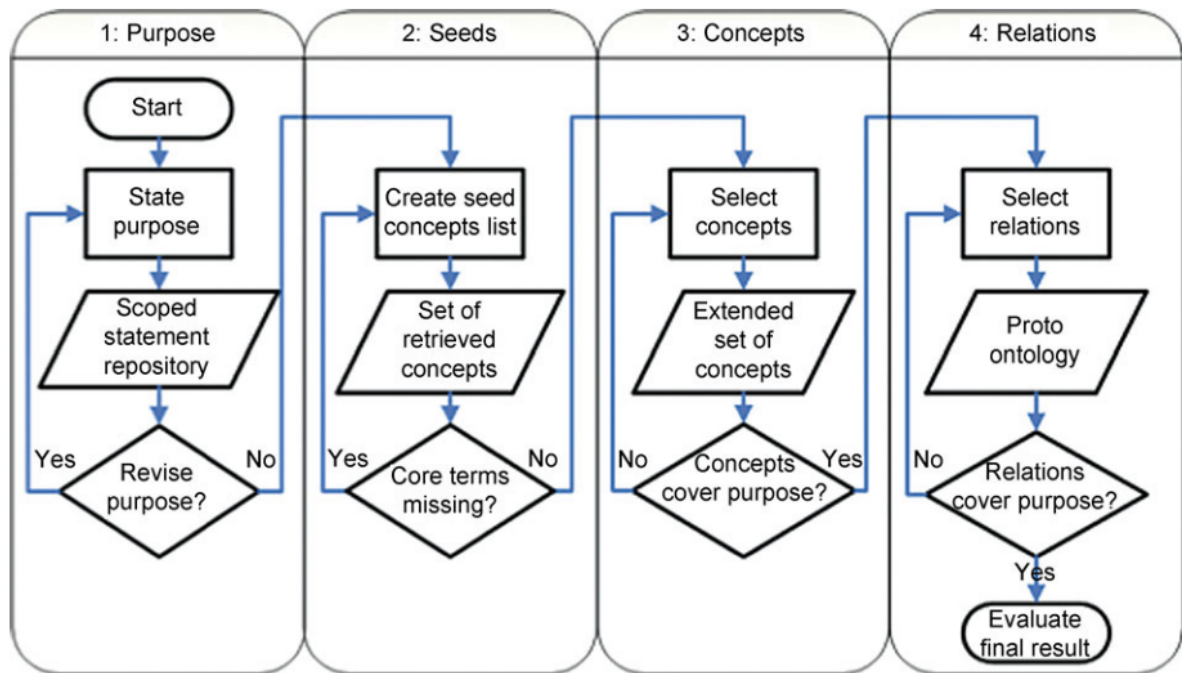 1: Purpose
2: Seeds
3: Concepts
4: Relations
Start
State
purpose
Scoped
statement
repository
Yes
No
Revise
purpose?
Create seed
concepts list
Set of
retrieved
concepts
Yes
No
Core terms
missing?
Select
concepts
Extended
set of
concepts
No
Yes
Concepts
cover purpose?
Select
relations
Proto
ontology
No
Relations
cover purpose?
Yes
Evaluate
final result